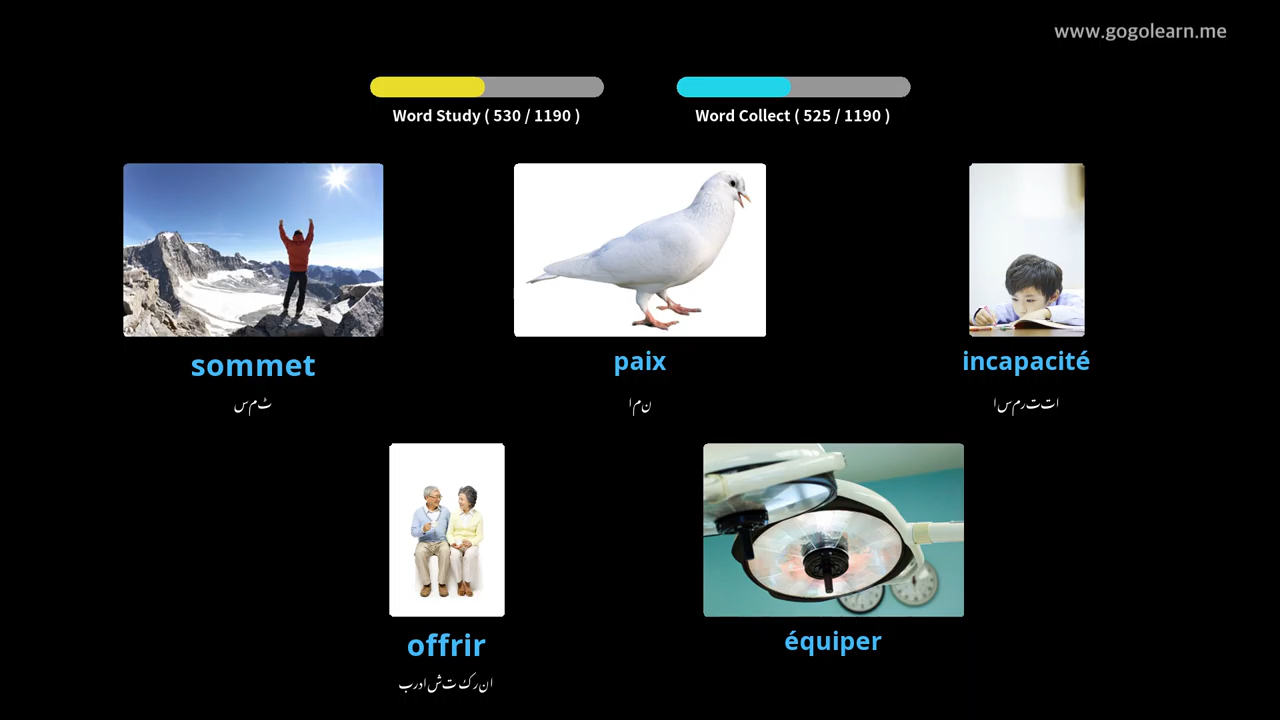 www.gogolearn.me
Word Study ( 530 / 1190 )
Word Collect ( 525 / 1190 )
sommet
سمٹ
paix
امن
incapacité
اسمرتتا
offrir
برداشت کرنا
équiper